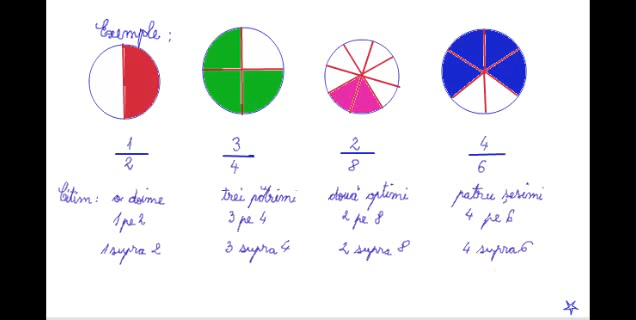 Exemple:
1/2 3/4 2/8 4/6
Citim: o doime trei pătrimi două optimi patru șesimi
1 pe 2 3 pe 4 2 pe 8 4 pe 6
1 supra 2 3 supra 4 2 supra 8 4 supra 6